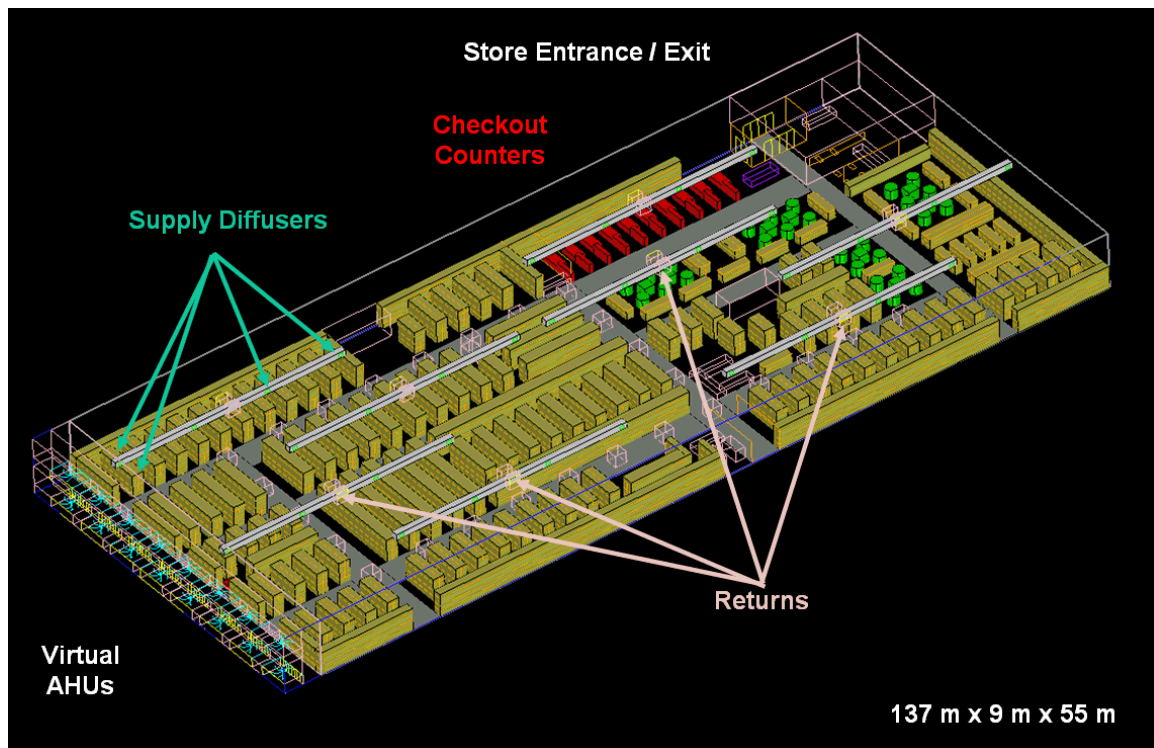 Store Entrance / Exit
Checkout
Counters
Supply Diffusers
Returns
Virtual
AHUs
137 m x 9 m x 55 m